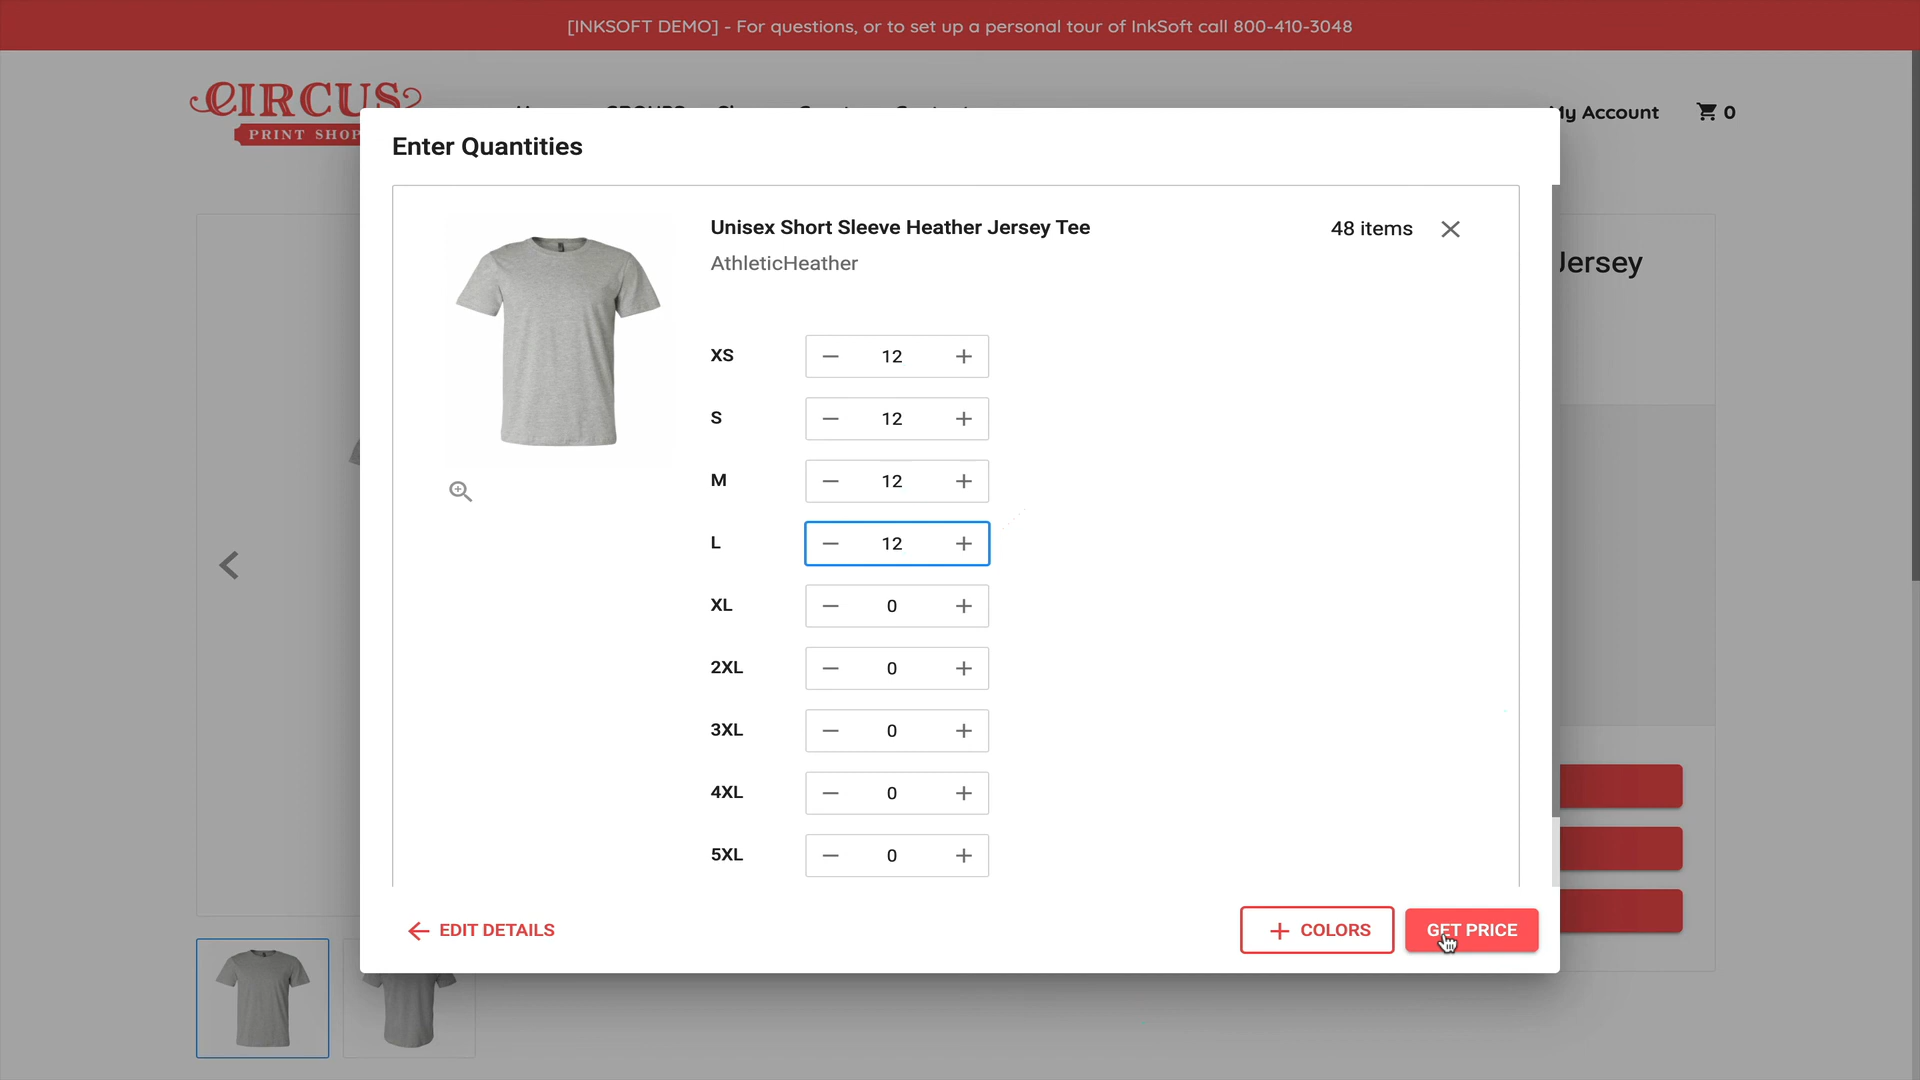 [INKSOFT DEMO] - For questions, or to set up a personal tour of InkSoft call 800-410-3048
CIRCUS
PRINT SHOP
My Account
0
Enter Quantities
Unisex Short Sleeve Heather Jersey Tee
48 items
AthleticHeather
Jersey
XS 12
S 12
M 12
L 12
XL 0
2XL 0
3XL 0
4XL 0
5XL 0
EDIT DETAILS
COLORS
GET PRICE